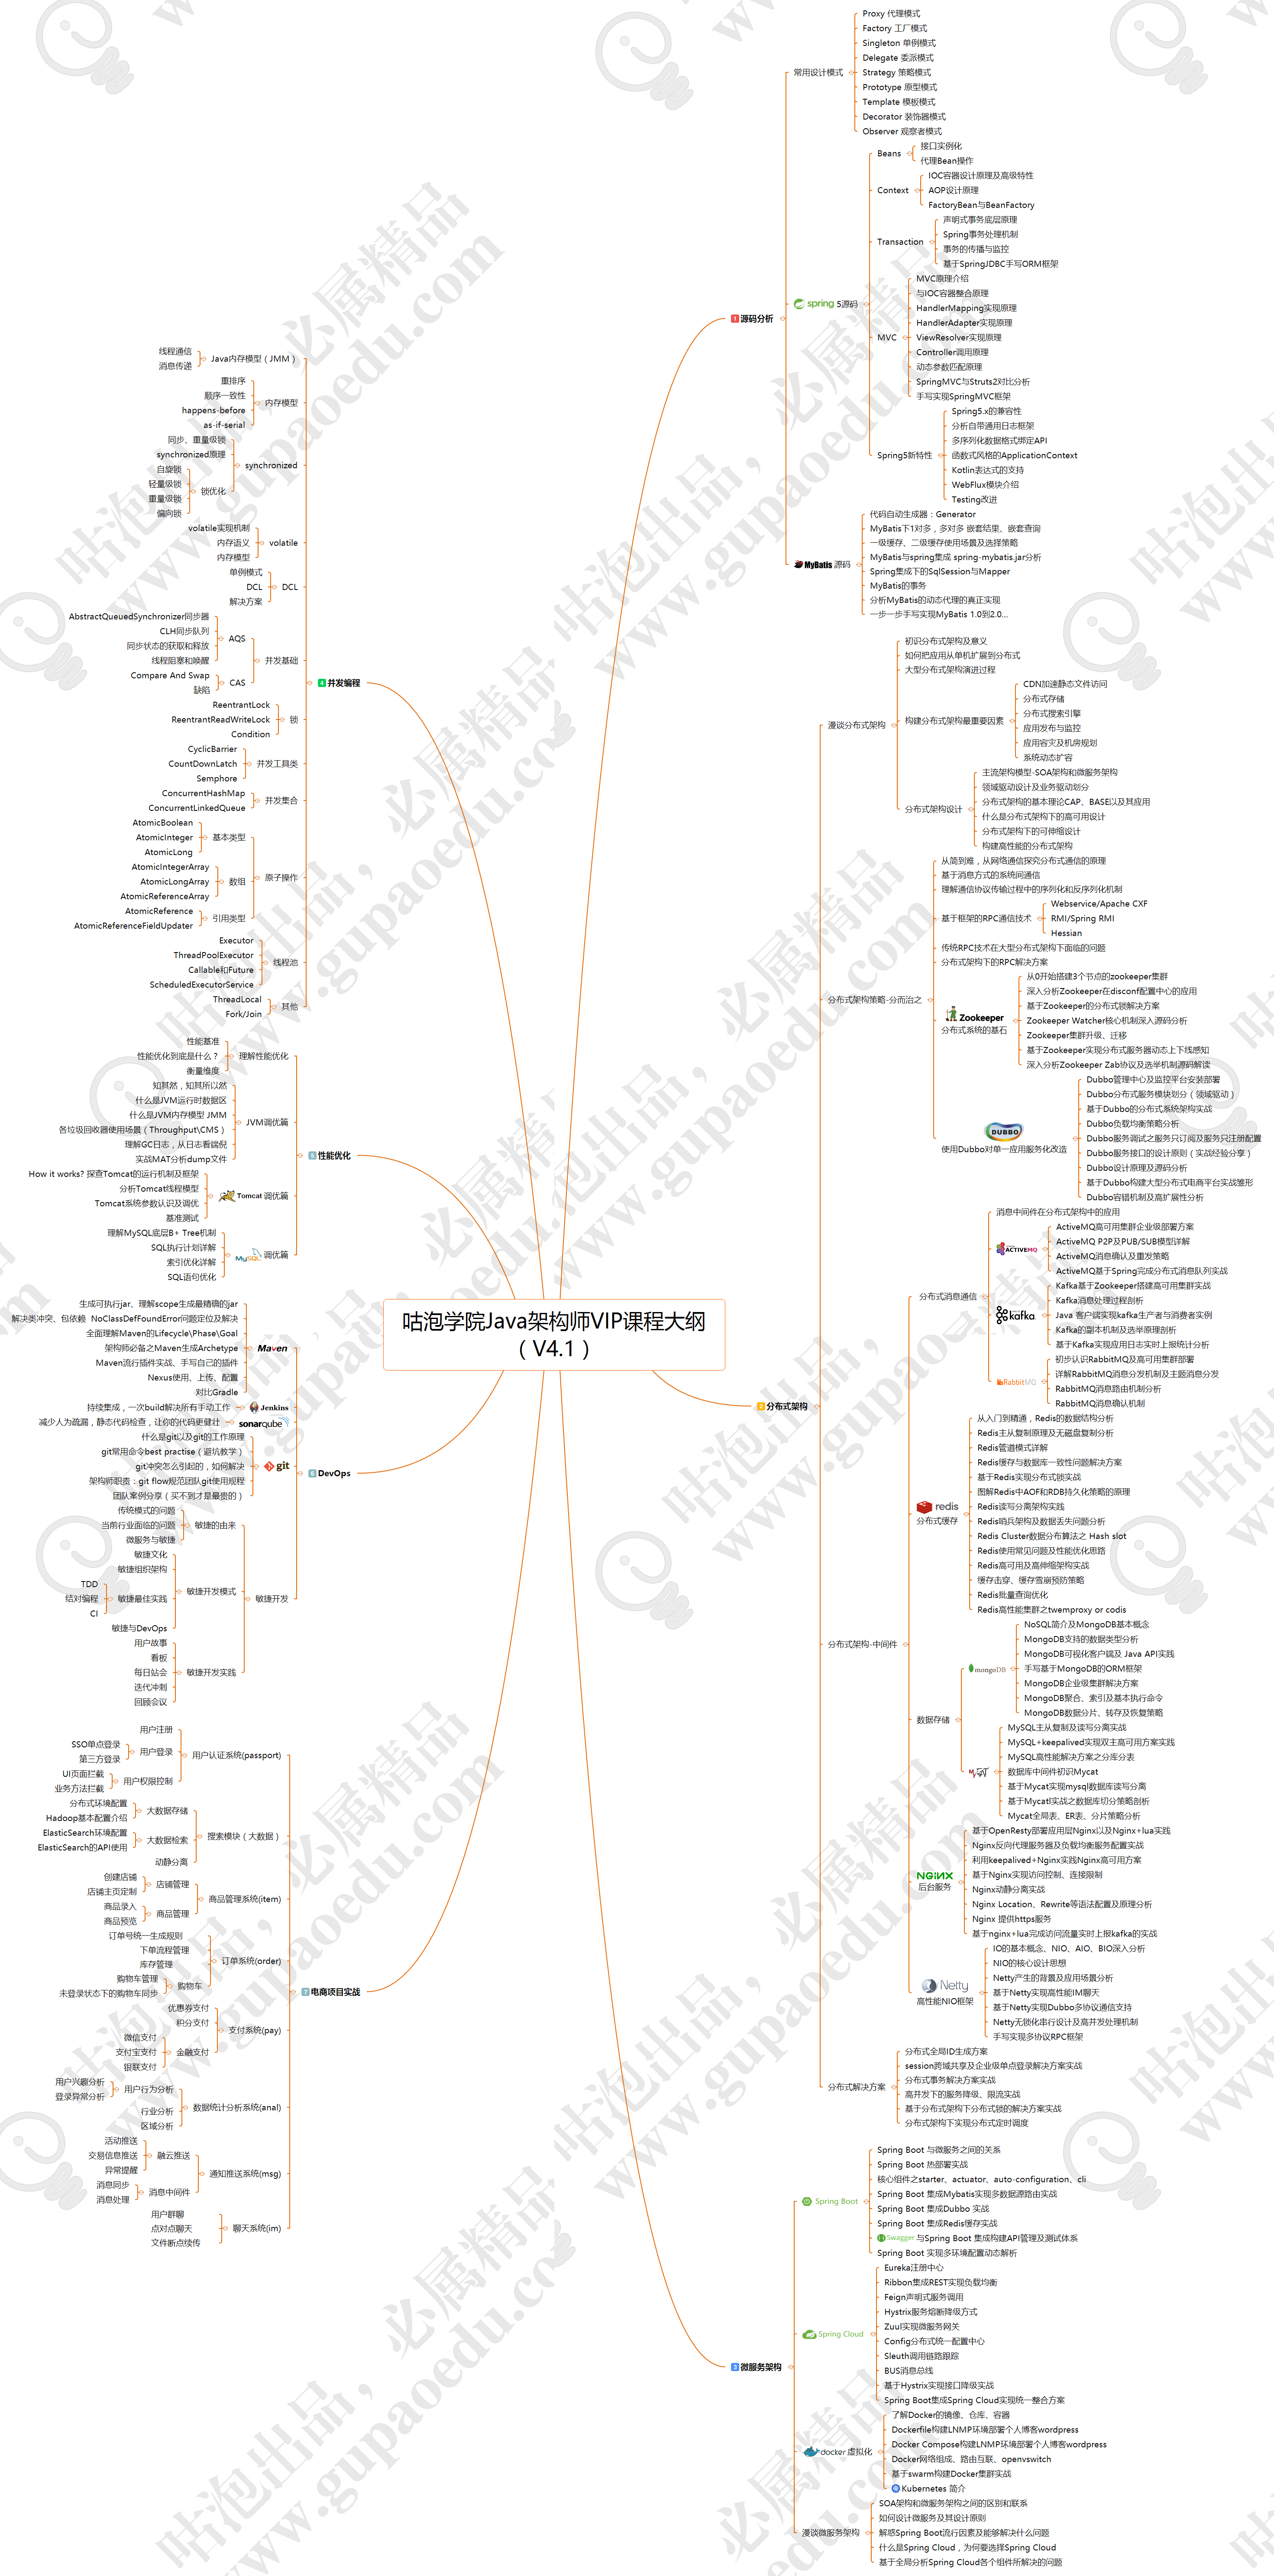 咕泡学院Java架构师VIP课程大纲
（V4.1）
源码分析
常用设计模式
Proxy 代理模式
Factory 工厂模式
Singleton 单例模式
Delegate 委派模式
Strategy 策略模式
Prototype 原型模式
Template 模板模式
Decorator 装饰器模式
Observer 观察者模式
spring 5源码
Beans
接口实例化
代理Bean操作
Context
IOC容器设计原理及高级特性
AOP设计原理
FactoryBean与BeanFactory
Transaction
声明式事务底层原理
Spring事务处理机制
事务的传播与监控
基于SpringJDBC手写ORM框架
MVC
MVC原理介绍
与IOC容器整合原理
HandlerMapping实现原理
HandlerAdapter实现原理
ViewResolver实现原理
Controller调用原理
动态参数匹配原理
SpringMVC与Struts2对比分析
手写实现SpringMVC框架
Spring5新特性
Spring5.x的兼容性
分析自带通用日志框架
多序列化数据格式绑定API
函数式风格的ApplicationContext
Kotlin表达式的支持
WebFlux模块介绍
Testing改进
MyBatis 源码
代码自动生成器：Generator
MyBatis下1对多，多对多 嵌套结果、嵌套查询
一级缓存、二级缓存使用场景及选择策略
MyBatis与spring集成 spring-mybatis.jar分析
Spring集成下的SqlSession与Mapper
MyBatis的事务
分析MyBatis的动态代理的真正实现
一步一步手写实现MyBatis 1.0到2.0...
2 分布式架构
漫谈分布式架构
初识分布式架构及意义
如何把应用从单机扩展到分布式
大型分布式架构演进过程
构建分布式架构最重要因素
CDN加速静态文件访问
分布式存储
分布式搜索引擎
应用发布与监控
应用容灾及机房规划
系统动态扩容
分布式架构设计
主流架构模型-SOA架构和微服务架构
领域驱动设计及业务驱动划分
分布式架构的基本理论CAP、BASE以及其应用
什么是分布式架构下的高可用设计
分布式架构下的可伸缩设计
构建高性能的分布式架构
分布式架构策略-分而治之
从简到难，从网络通信探究分布式通信的原理
基于消息方式的系统间通信
理解通信协议传输过程中的序列化和反序列化机制
基于框架的RPC通信技术
Webservice/Apache CXF
RMI/Spring RMI
Hessian
传统RPC技术在大型分布式架构下面临的问题
分布式架构下的RPC解决方案
Zookeeper
分布式系统的基石
从0开始搭建3个节点的zookeeper集群
深入分析Zookeeper在disconf配置中心的应用
基于Zookeeper的分布式锁解决方案
Zookeeper Watcher核心机制深入源码分析
Zookeeper集群升级、迁移
基于Zookeeper实现分布式服务器动态上下线感知
深入分析Zookeeper Zab协议及选举机制源码解读
DUBBO
使用Dubbo对单一应用服务化改造
Dubbo管理中心及监控平台安装部署
Dubbo分布式服务模块划分（领域驱动）
基于Dubbo的分布式系统架构实战
Dubbo负载均衡策略分析
Dubbo服务调试之服务只订阅及服务只注册配置
Dubbo服务接口的设计原则（实战经验分享）
Dubbo设计原理及源码分析
基于Dubbo构建大型分布式电商平台实战雏形
Dubbo容错机制及高扩展性分析
分布式架构-中间件
分布式消息通信
消息中间件在分布式架构中的应用
ACTIVEMQ
ActiveMQ高可用集群企业级部署方案
ActiveMQ P2P及PUB/SUB模型详解
ActiveMQ消息确认及重发策略
ActiveMQ基于Spring完成分布式消息队列实战
kafka
Kafka基于Zookeeper搭建高可用集群实战
Kafka消息处理过程剖析
Java 客户端实现kafka生产者与消费者实例
Kafka的副本机制及选举原理剖析
基于Kafka实现应用日志实时上报统计分析
RabbitMQ
初步认识RabbitMQ及高可用集群部署
详解RabbitMQ消息分发机制及主题消息分发
RabbitMQ消息路由机制分析
RabbitMQ消息确认机制
redis
分布式缓存
从入门到精通，Redis的数据结构分析
Redis主从复制原理及无磁盘复制分析
Redis管道模式详解
Redis缓存与数据库一致性问题解决方案
基于Redis实现分布式锁实战
图解Redis中AOF和RDB持久化策略的原理
Redis读写分离架构实践
Redis哨兵架构及数据丢失问题分析
Redis Cluster数据分布算法之 Hash slot
Redis使用常见问题及性能优化思路
Redis高可用及高伸缩架构实战
缓存击穿、缓存雪崩预防策略
Redis批量查询优化
Redis高性能集群之twemproxy or codis
数据存储
mongoDB
NoSQL简介及MongoDB基本概念
MongoDB支持的数据类型分析
MongoDB可视化客户端及 Java API实践
手写基于MongoDB的ORM框架
MongoDB企业级集群解决方案
MongoDB聚合、索引及基本执行命令
MongoDB数据分片、转存及恢复策略
MyCAT
MySQL主从复制及读写分离实战
MySQL+keepalived实现双主高可用方案实践
MySQL高性能解决方案之分库分表
数据库中间件初识Mycat
基于Mycat实现mysql数据库读写分离
基于Mycatl实战之数据库切分策略剖析
Mycat全局表、ER表、分片策略分析
NGINX
后台服务
基于OpenResty部署应用层Nginx以及Nginx+lua实践
Nginx反向代理服务器及负载均衡服务配置实战
利用keepalived+Nginx实践Nginx高可用方案
基于Nginx实现访问控制、连接限制
Nginx动静分离实战
Nginx Location、Rewrite等语法配置及原理分析
Nginx 提供https服务
基于nginx+lua完成访问流量实时上报kafka的实战
Netty
高性能NIO框架
IO的基本概念、NIO、AIO、BIO深入分析
NIO的核心设计思想
Netty产生的背景及应用场景分析
基于Netty实现高性能IM聊天
基于Netty实现Dubbo多协议通信支持
Netty无锁化串行设计及高并发处理机制
手写实现多协议RPC框架
分布式解决方案
分布式全局ID生成方案
session跨域共享及企业级单点登录解决方案实战
分布式事务解决方案实战
高并发下的服务降级、限流实战
基于分布式架构下分布式锁的解决方案实战
分布式架构下实现分布式定时调度
3 微服务架构
Spring Boot
Spring Boot 与微服务之间的关系
Spring Boot 热部署实战
核心组件之starter、actuator、auto-configuration、cli
Spring Boot 集成Mybatis实现多数据源路由实战
Spring Boot 集成Dubbo 实战
Spring Boot 集成Redis缓存实战
Swagger 与Spring Boot 集成构建API管理及测试体系
Spring Boot 实现多环境配置动态解析
Spring Cloud
Eureka注册中心
Ribbon集成REST实现负载均衡
Feign声明式服务调用
Hystrix服务熔断降级方式
Zuul实现微服务网关
Config分布式统一配置中心
Sleuth调用链路跟踪
BUS消息总线
基于Hystrix实现接口降级实战
Spring Boot集成Spring Cloud实现统一整合方案
docker 虚拟化
了解Docker的镜像、仓库、容器
Dockerfile构建LNMP环境部署个人博客wordpress
Docker Compose构建LNMP环境部署个人博客wordpress
Docker网络组成、路由互联、openvswitch
基于swarm构建Docker集群实战
Kubernetes 简介
漫谈微服务架构
SOA架构和微服务架构之间的区别和联系
如何设计微服务及其设计原则
解惑Spring Boot流行因素及能够解决什么问题
什么是Spring Cloud，为何要选择Spring Cloud
基于全局分析Spring Cloud各个组件所解决的问题
4 并发编程
Java内存模型（JMM）
线程通信
消息传递
内存模型
重排序
顺序一致性
happens-before
as-if-serial
synchronized
同步、重量级锁
synchronized原理
锁优化
自旋锁
轻量级锁
重量级锁
偏向锁
volatile
volatile实现机制
内存语义
内存模型
DCL
单例模式
DCL
解决方案
并发基础
AQS
AbstractQueuedSynchronizer同步器
CLH同步队列
同步状态的获取和释放
线程阻塞和唤醒
CAS
Compare And Swap
缺陷
锁
ReentrantLock
ReentrantReadWriteLock
Condition
并发工具类
CyclicBarrier
CountDownLatch
Semphore
并发集合
ConcurrentHashMap
ConcurrentLinkedQueue
原子操作
基本类型
AtomicBoolean
AtomicInteger
AtomicLong
数组
AtomicIntegerArray
AtomicLongArray
AtomicReferenceArray
引用类型
AtomicReference
AtomicReferenceFieldUpdater
线程池
Executor
ThreadPoolExecutor
Callable和Future
ScheduledExecutorService
其他
ThreadLocal
Fork/Join
5 性能优化
理解性能优化
性能基准
性能优化到底是什么？
衡量维度
JVM调优篇
知其然，知其所以然
什么是JVM运行时数据区
什么是JVM内存模型 JMM
各垃圾回收器使用场景（Throughput\CMS）
理解GC日志，从日志看端倪
实战MAT分析dump文件
Tomcat 调优篇
How it works? 探查Tomcat的运行机制及框架
分析Tomcat线程模型
Tomcat系统参数认识及调优
基准测试
MySQL 调优篇
理解MySQL底层B+ Tree机制
SQL执行计划详解
索引优化详解
SQL语句优化
6 DevOps
Maven
生成可执行jar、理解scope生成最精确的jar
解决类冲突、包依赖 NoClassDefFoundError问题定位及解决
全面理解Maven的Lifecycle\Phase\Goal
架构师必备之Maven生成Archetype
Maven流行插件实战、手写自己的插件
Nexus使用、上传、配置
对比Gradle
Jenkins
持续集成，一次build解决所有手动工作
sonarqube
减少人为疏漏，静态代码检查，让你的代码更健壮
git
什么是git以及git的工作原理
git常用命令best practise（避坑教学）
git冲突怎么引起的，如何解决
架构师职责：git flow规范团队git使用规程
团队案例分享（买不到才是最贵的）
敏捷开发
敏捷的由来
传统模式的问题
当前行业面临的问题
微服务与敏捷
敏捷开发模式
敏捷文化
敏捷组织架构
敏捷最佳实践
TDD
结对编程
CI
敏捷与DevOps
敏捷开发实践
用户故事
看板
每日站会
迭代冲刺
回顾会议
7 电商项目实战
用户认证系统(passport)
用户注册
用户登录
SSO单点登录
第三方登录
用户权限控制
UI页面拦截
业务方法拦截
搜索模块（大数据）
大数据存储
分布式环境配置
Hadoop基本配置介绍
大数据检索
ElasticSearch环境配置
ElasticSearch的API使用
动静分离
商品管理系统(item)
店铺管理
创建店铺
店铺主页定制
商品管理
商品录入
商品预览
订单系统(order)
订单号统一生成规则
下单流程管理
库存管理
购物车
购物车管理
未登录状态下的购物车同步
支付系统(pay)
优惠券支付
积分支付
金融支付
微信支付
支付宝支付
银联支付
数据统计分析系统(anal)
用户行为分析
用户兴趣分析
登录异常分析
行业分析
区域分析
通知推送系统(msg)
融云推送
活动推送
交易信息推送
异常提醒
消息中间件
消息同步
消息处理
聊天系统(im)
用户群聊
点对点聊天
文件断点续传
咕泡出品，必属精品
www.gupaoedu.com